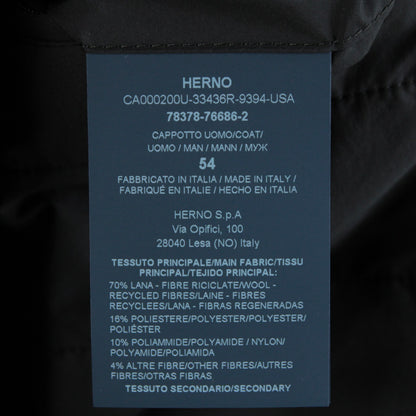 HERNO
CA000200U-33436R-9394-USA
78378-76686-2
CAPPOTTO UOMO/COAT/
UOMO / MAN / MANN / МУЖ
54
FABBRICATO IN ITALIA / MADE IN ITALY /
FABRIQUÉ EN ITALIE / HECHO EN ITALIA
HERNO S.p.A
Via Opifici, 100
28040 Lesa (NO) Italy
TESSUTO PRINCIPALE/MAIN FABRIC/TISSU
PRINCIPAL/TEJIDO PRINCIPAL:
70% LANA - FIBRE RICICLATE/WOOL -
RECYCLED FIBRES/LAINE - FIBRES
RECYCLEES/LANA - FIBRAS REGENERADAS
16% POLIESTERE/POLYESTER/POLYESTER/
POLIÉSTER
10% POLIAMMIDE/POLYAMIDE / NYLON/
POLYAMIDE/POLIAMIDA
4% ALTRE FIBRE/OTHER FIBRES/AUTRES
FIBRES/OTRAS FIBRAS
TESSUTO SECONDARIO/SECONDARY